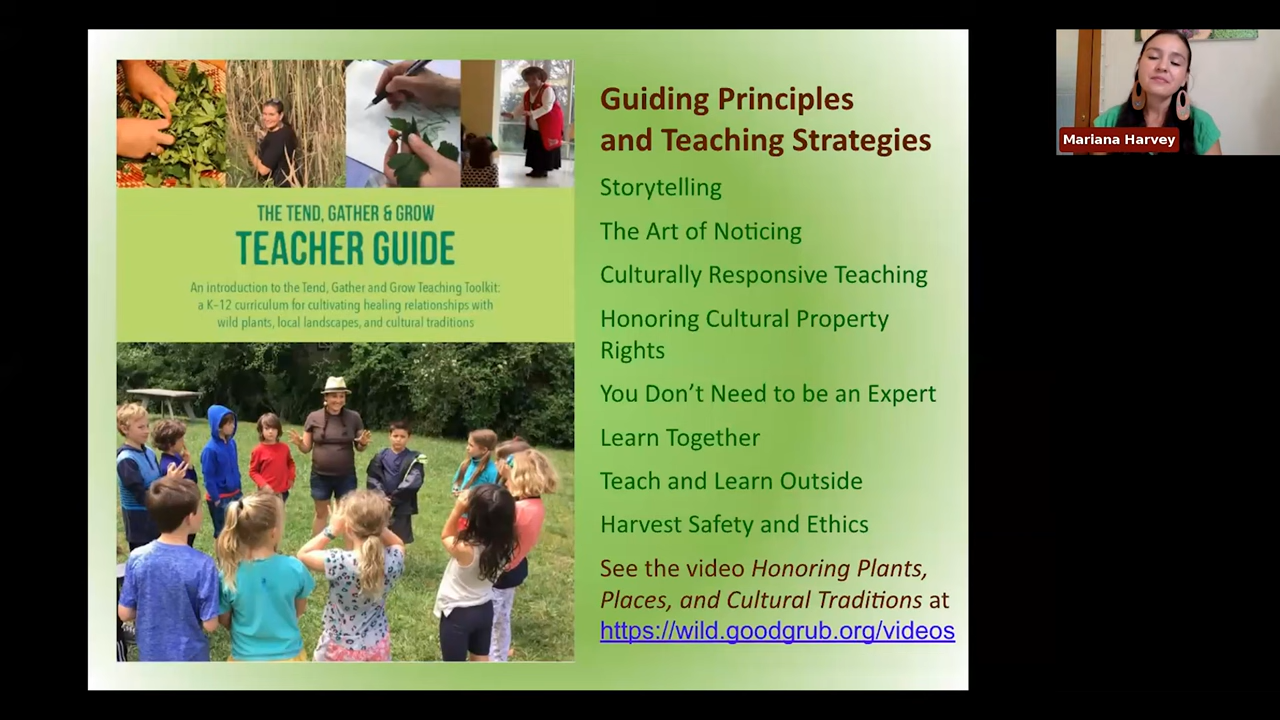 THE TEND, GATHER & GROW
TEACHER GUIDE
An introduction to the Tend, Gather and Grow Teaching Toolkit:
a K–12 curriculum for cultivating healing relationships with
wild plants, local landscapes, and cultural traditions
Guiding Principles
and Teaching Strategies
Storytelling
The Art of Noticing
Culturally Responsive Teaching
Honoring Cultural Property
Rights
You Don’t Need to be an Expert
Learn Together
Teach and Learn Outside
Harvest Safety and Ethics
See the video Honoring Plants,
Places, and Cultural Traditions at
https://wild.goodgrub.org/videos
Mariana Harvey